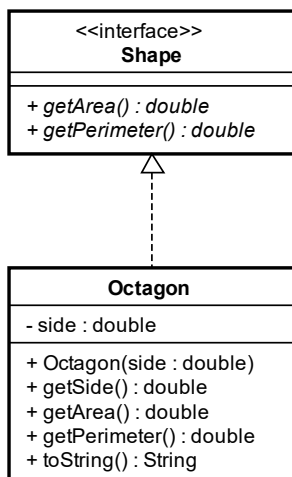 <<interface>>
Shape
+ getArea() : double
+ getPerimeter() : double
Octagon
- side : double
+ Octagon(side : double)
+ getSide() : double
+ getArea() : double
+ getPerimeter() : double
+ toString() : String